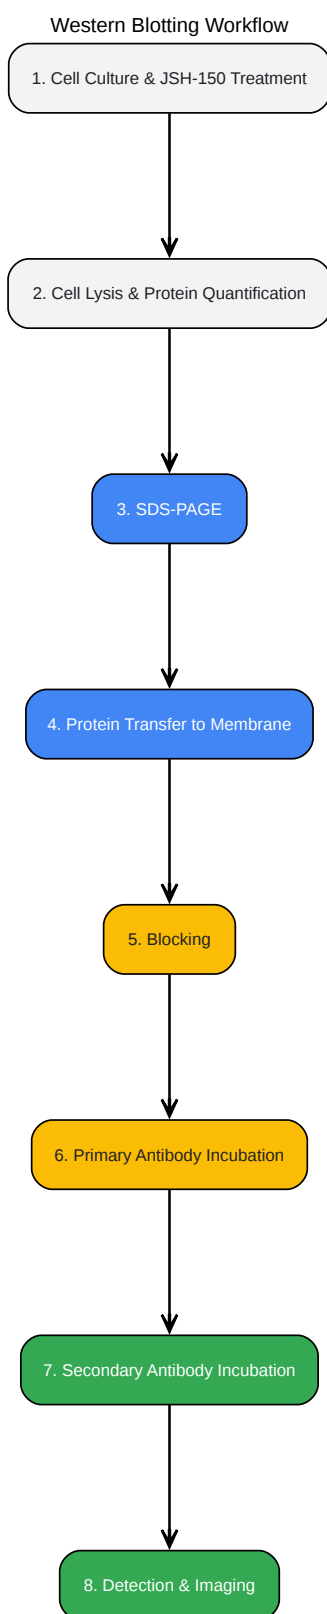 Western Blotting Workflow
1. Cell Culture & JSH-150 Treatment
2. Cell Lysis & Protein Quantification
3. SDS-PAGE
4. Protein Transfer to Membrane
5. Blocking
6. Primary Antibody Incubation
7. Secondary Antibody Incubation
8. Detection & Imaging